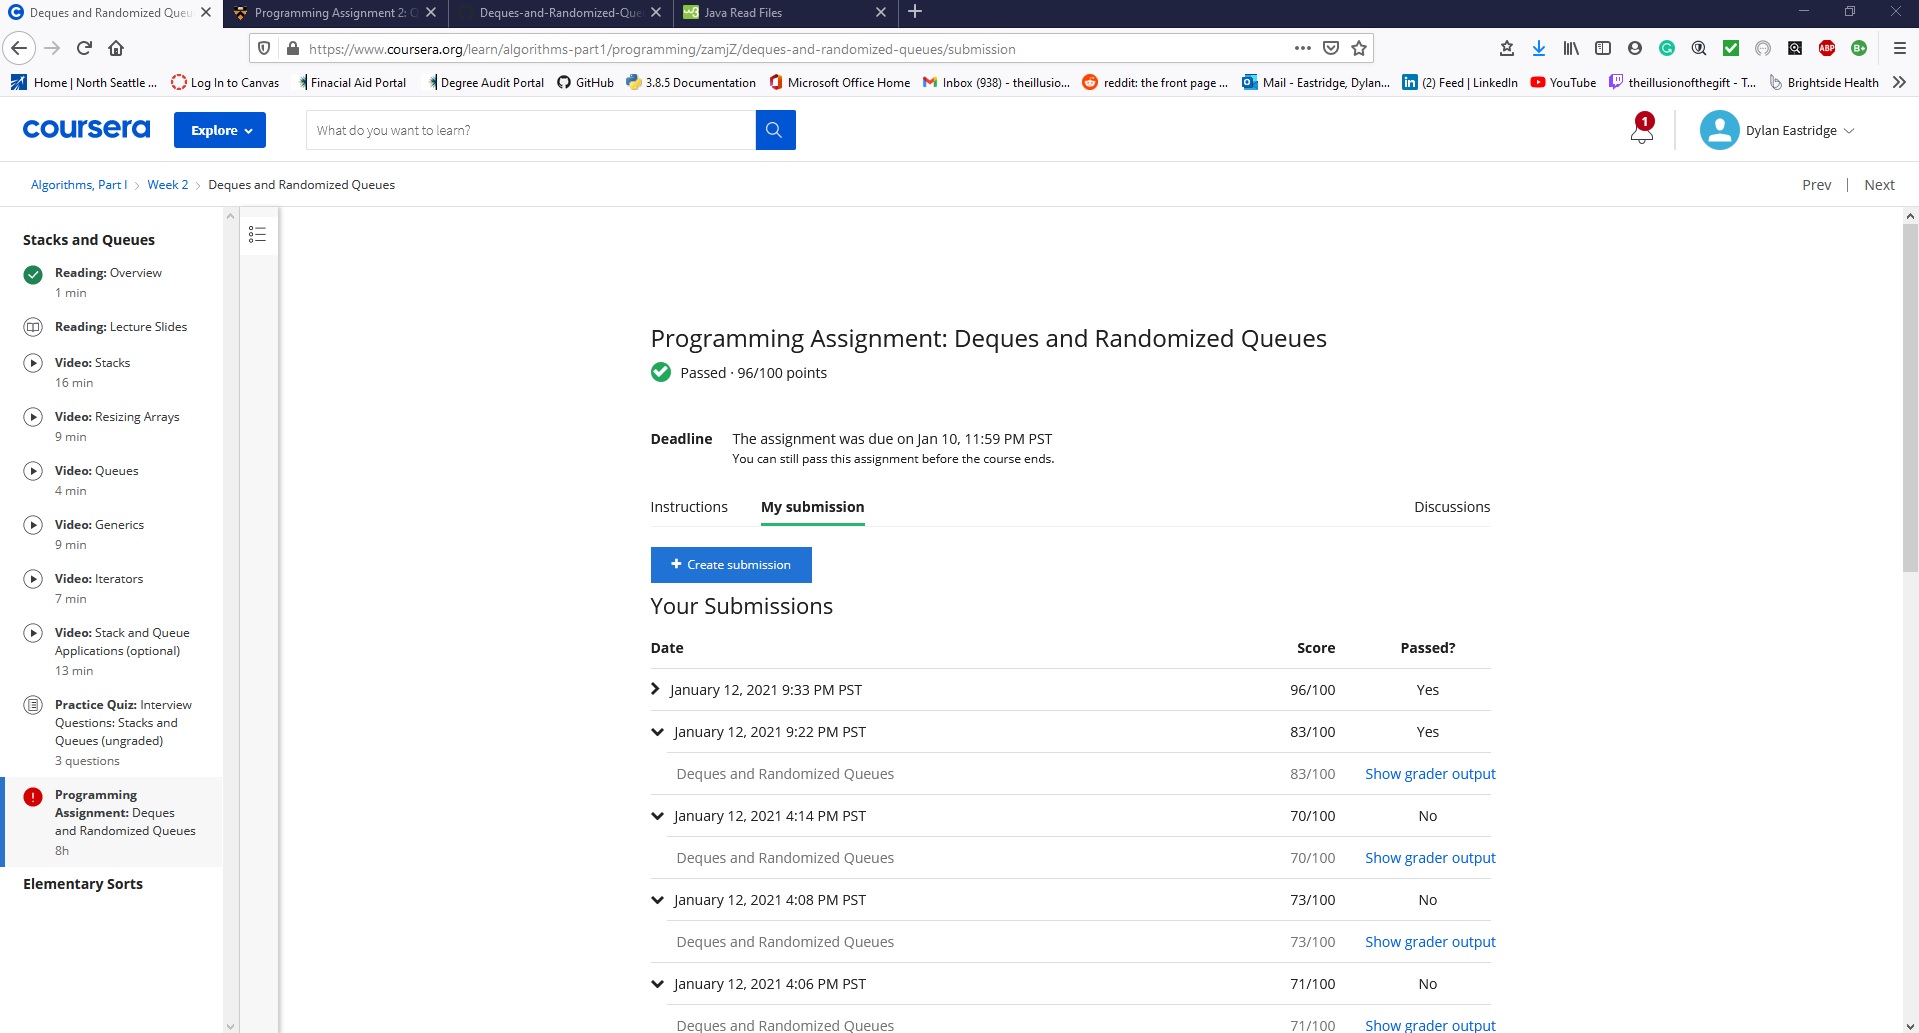 Deques and Randomized Queu
Programming Assignment 2: Q
Deques-and-Randomized-Que
Java Read Files
https://www.coursera.org/learn/algorithms-part1/programming/zamjZ/deques-and-randomized-queues/submission
Home | North Seattle ...
Log In to Canvas
Finacial Aid Portal
Degree Audit Portal
GitHub
3.8.5 Documentation
Microsoft Office Home
Inbox (938) - theillusio...
reddit: the front page ...
Mail - Eastridge, Dylan...
(2) Feed | LinkedIn
YouTube
theillusionofthegift - T...
Brightside Health
coursera
Explore
What do you want to learn?
1
Dylan Eastridge
Algorithms, Part I
Week 2
Deques and Randomized Queues
Prev | Next
Stacks and Queues
Reading: Overview
1 min
Reading: Lecture Slides
Video: Stacks
16 min
Video: Resizing Arrays
9 min
Video: Queues
4 min
Video: Generics
9 min
Video: Iterators
7 min
Video: Stack and Queue
Applications (optional)
13 min
Practice Quiz: Interview
Questions: Stacks and
Queues (ungraded)
3 questions
Programming
Assignment: Deques
and Randomized Queues
8h
Elementary Sorts
Programming Assignment: Deques and Randomized Queues
Passed · 96/100 points
Deadline The assignment was due on Jan 10, 11:59 PM PST
You can still pass this assignment before the course ends.
Instructions My submission Discussions
+ Create submission
Your Submissions
Date Score Passed?
January 12, 2021 9:33 PM PST 96/100 Yes
January 12, 2021 9:22 PM PST 83/100 Yes
Deques and Randomized Queues 83/100 Show grader output
January 12, 2021 4:14 PM PST 70/100 No
Deques and Randomized Queues 70/100 Show grader output
January 12, 2021 4:08 PM PST 73/100 No
Deques and Randomized Queues 73/100 Show grader output
January 12, 2021 4:06 PM PST 71/100 No
Deques and Randomized Queues 71/100 Show grader output